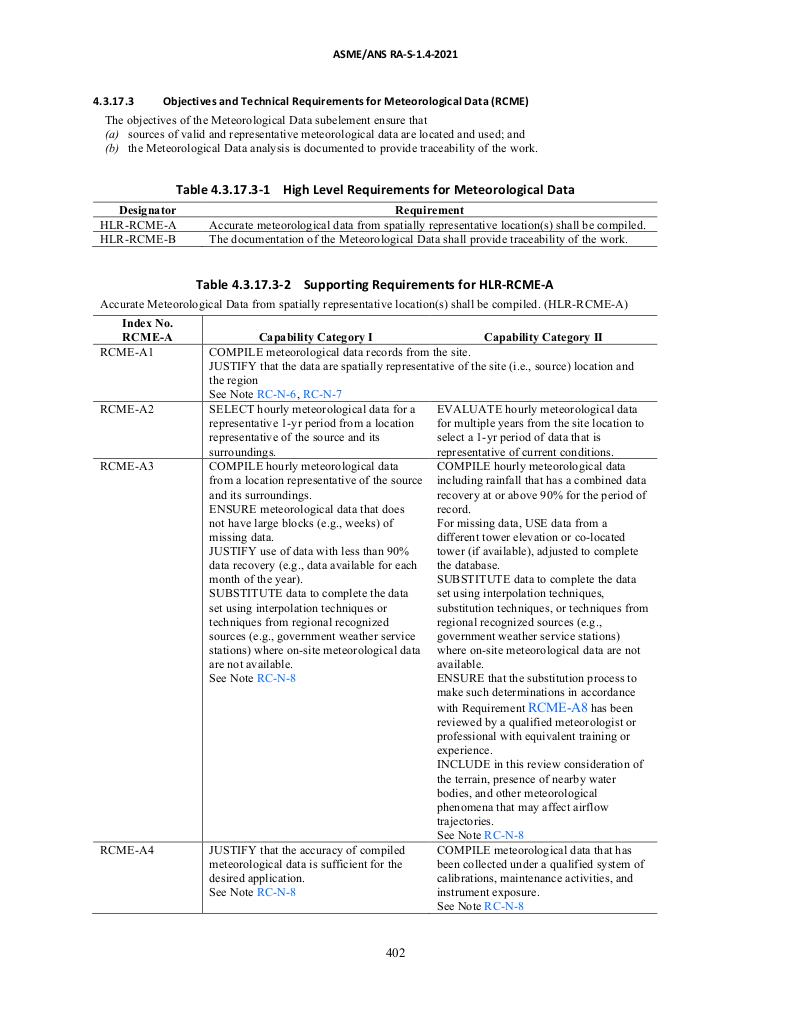 ASME/ANS RA-S-1.4-2021
4.3.17.3 Objectives and Technical Requirements for Meteorological Data (RCME)
The objectives of the Meteorological Data subelement ensure that
(a) sources of valid and representative meteorological data are located and used; and
(b) the Meteorological Data analysis is documented to provide traceability of the work.
Table 4.3.17.3-1 High Level Requirements for Meteorological Data
Designator Requirement
HLR-RCME-A Accurate meteorological data from spatially representative location(s) shall be compiled.
HLR-RCME-B The documentation of the Meteorological Data shall provide traceability of the work.
Table 4.3.17.3-2 Supporting Requirements for HLR-RCME-A
Accurate Meteorological Data from spatially representative location(s) shall be compiled. (HLR-RCME-A)
Index No.
RCME-A Capability Category I Capability Category II
RCME-A1 COMPILE meteorological data records from the site.
JUSTIFY that the data are spatially representative of the site (i.e., source) location and
the region
See Note RC-N-6, RC-N-7
RCME-A2
SELECT hourly meteorological data for a
representative 1-yr period from a location
representative of the source and its
surroundings.
EVALUATE hourly meteorological data
for multiple years from the site location to
select a 1-yr period of data that is
representative of current conditions.
RCME-A3
COMPILE hourly meteorological data
from a location representative of the source
and its surroundings.
ENSURE meteorological data that does
not have large blocks (e.g., weeks) of
missing data.
JUSTIFY use of data with less than 90%
data recovery (e.g., data available for each
month of the year).
SUBSTITUTE data to complete the data
set using interpolation techniques or
techniques from regional recognized
sources (e.g., government weather service
stations) where on-site meteorological data
are not available.
See Note RC-N-8
COMPILE hourly meteorological data
including rainfall that has a combined data
recovery at or above 90% for the period of
record.
For missing data, USE data from a
different tower elevation or co-located
tower (if available), adjusted to complete
the database.
SUBSTITUTE data to complete the data
set using interpolation techniques,
substitution techniques, or techniques from
regional recognized sources (e.g.,
government weather service stations)
where on-site meteorological data are not
available.
ENSURE that the substitution process to
make such determinations in accordance
with Requirement RCME-A8 has been
reviewed by a qualified meteorologist or
professional with equivalent training or
experience.
INCLUDE in this review consideration of
the terrain, presence of nearby water
bodies, and other meteorological
phenomena that may affect airflow
trajectories.
See Note RC-N-8
RCME-A4
JUSTIFY that the accuracy of compiled
meteorological data is sufficient for the
desired application.
See Note RC-N-8
COMPILE meteorological data that has
been collected under a qualified system of
calibrations, maintenance activities, and
instrument exposure.
See Note RC-N-8
402